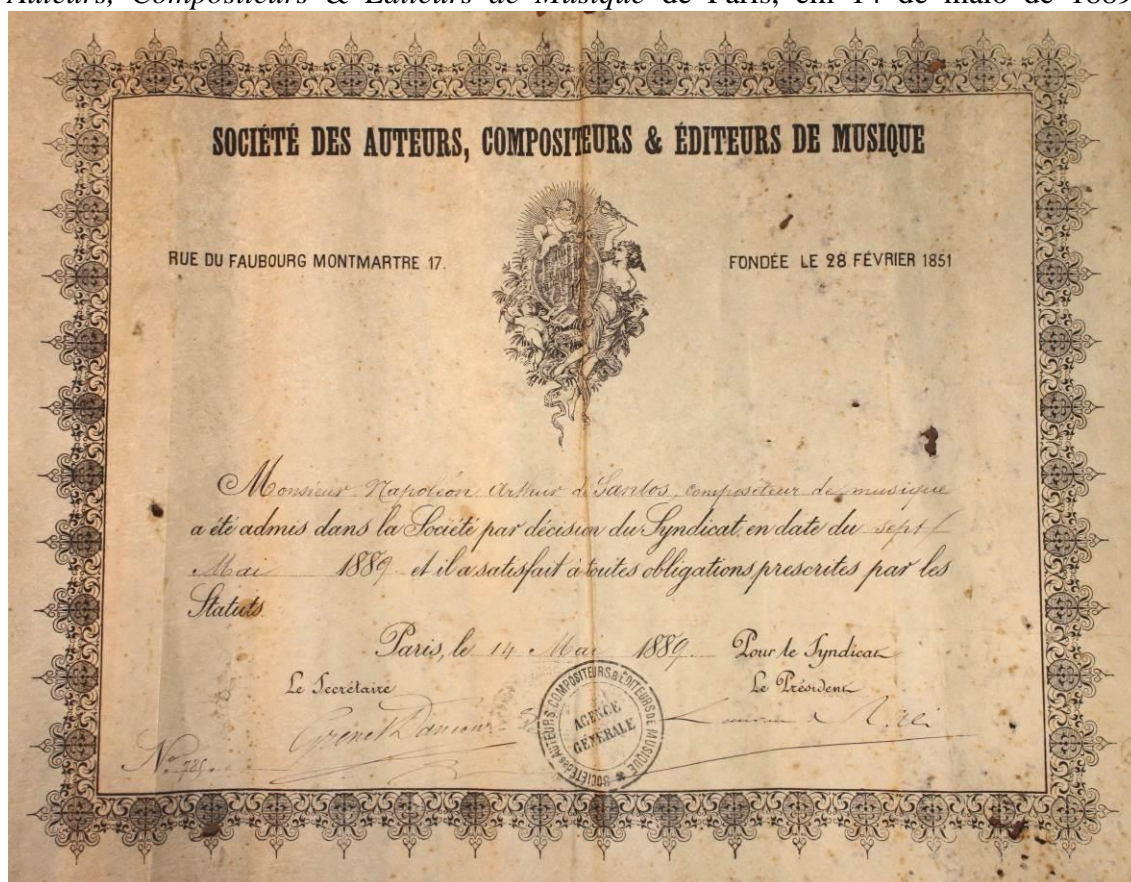 Auteurs, Compositeurs & Editeurs de Musique de Paris, em 14 de maio de 1889
SOCIÉTÉ DES AUTEURS, COMPOSITEURS & ÉDITEURS DE MUSIQUE
RUE DU FAUBOURG MONTMARTRE 17.
FONDÉE LE 28 FÉVRIER 1851
Monsieur Napoléon Arthur Santos, compositeur de musique
a été admis dans la Société par décision du Syndicat, en date du sept
Mai 1889 et il a satisfait à toutes obligations prescrites par les
Statuts
Paris, le 14 Mai 1889
Pour le Syndicat
Le Secrétaire
Le Président
SOCIÉTÉ des AUTEURS, COMPOSITEURS & ÉDITEURS DE MUSIQUE
AGENCE
GÉNÉRALE
No